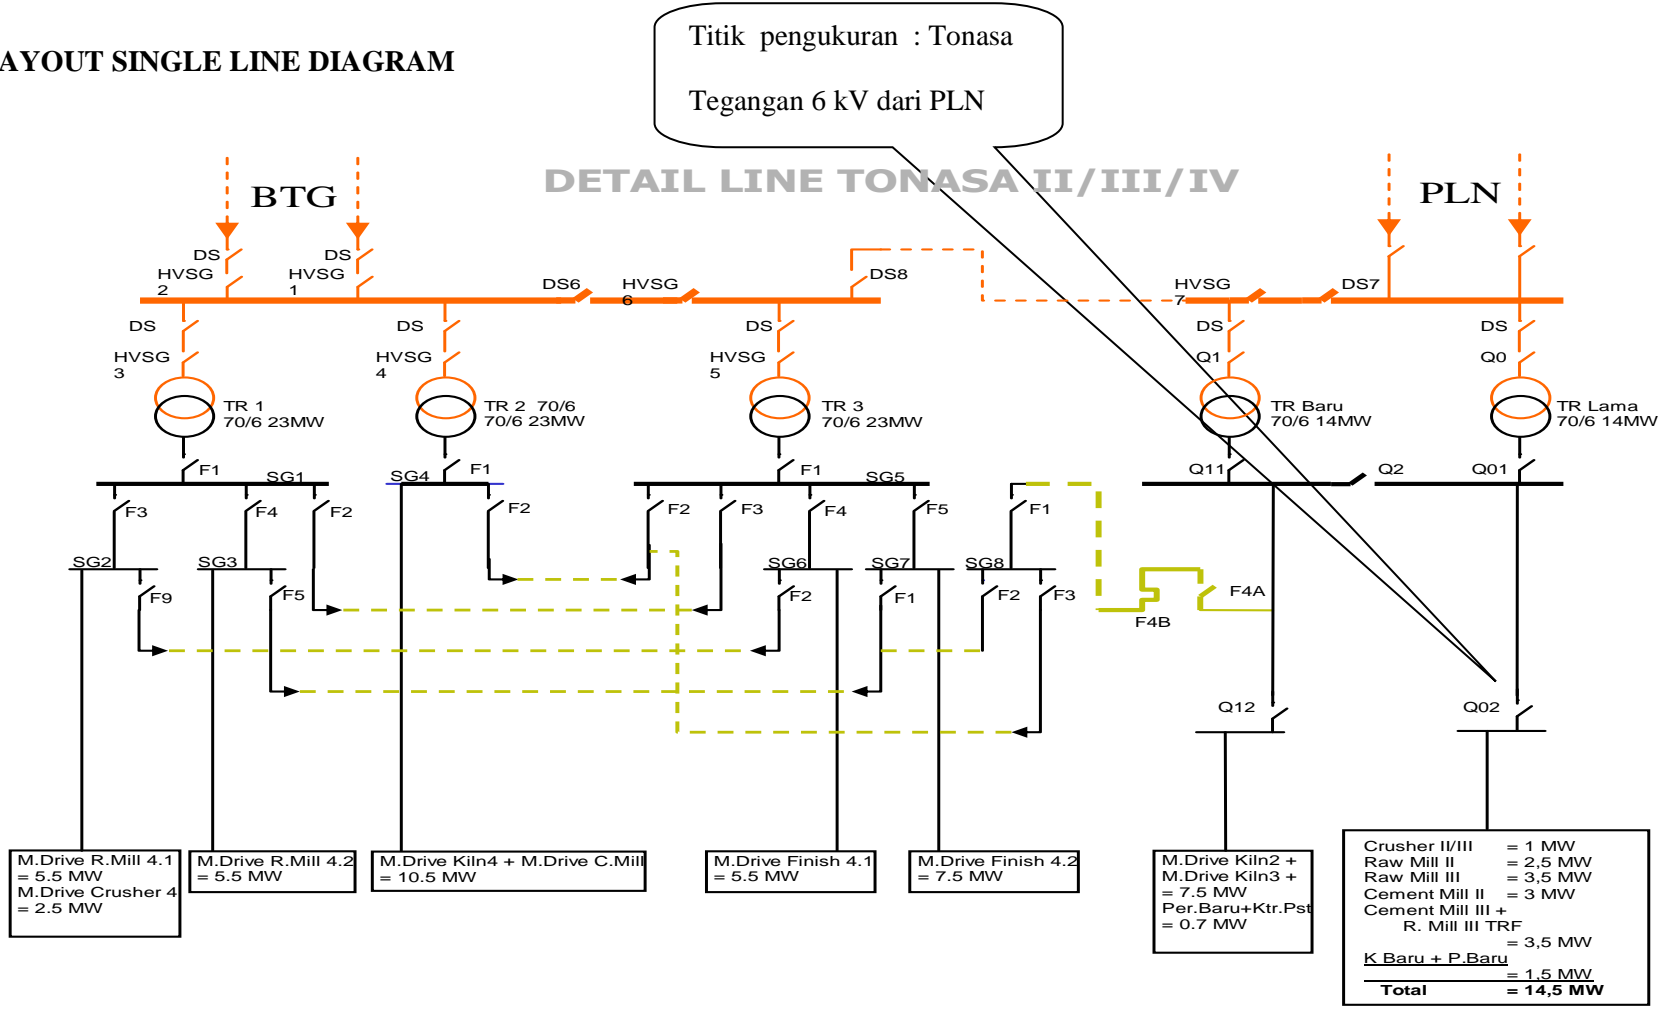 Titik pengukuran : Tonasa
AYOUT SINGLE LINE DIAGRAM
Tegangan 6 kV dari PLN
DETAIL LINE TONASA II/III/IV
BTG
PLN
DS
DS
HVSG
2
HVSG
1
DS6
HVSG
6
DS8
HVSG
7
DS7
DS
DS
DS
DS
DS
HVSG
3
HVSG
4
HVSG
5
Q1
Q0
TR 1
70/6 23MW
TR 2 70/6
70/6 23MW
TR 3
70/6 23MW
TR Baru
70/6 14MW
TR Lama
70/6 14MW
F1
SG1
SG4
F1
F1
SG5
Q11
Q2
Q01
F3
F4
F2
F2
F2
F3
F4
F5
F1
SG2
SG3
SG6
SG7
SG8
F9
F5
F2
F1
F2
F3
F4A
F4B
Q12
Q02
M.Drive R.Mill 4.1
= 5.5 MW
M.Drive Crusher 4
= 2.5 MW
M.Drive R.Mill 4.2
= 5.5 MW
M.Drive Kiln4 + M.Drive C.Mill
= 10.5 MW
M.Drive Finish 4.1
= 5.5 MW
M.Drive Finish 4.2
= 7.5 MW
M.Drive Kiln2 +
M.Drive Kiln3 +
= 7.5 MW
Per.Baru+Ktr.Pst
= 0.7 MW
Crusher II/III = 1 MW
Raw Mill II = 2,5 MW
Raw Mill III = 3,5 MW
Cement Mill II = 3 MW
Cement Mill III +
R. Mill III TRF
= 3,5 MW
K Baru + P.Baru
= 1,5 MW
Total = 14,5 MW